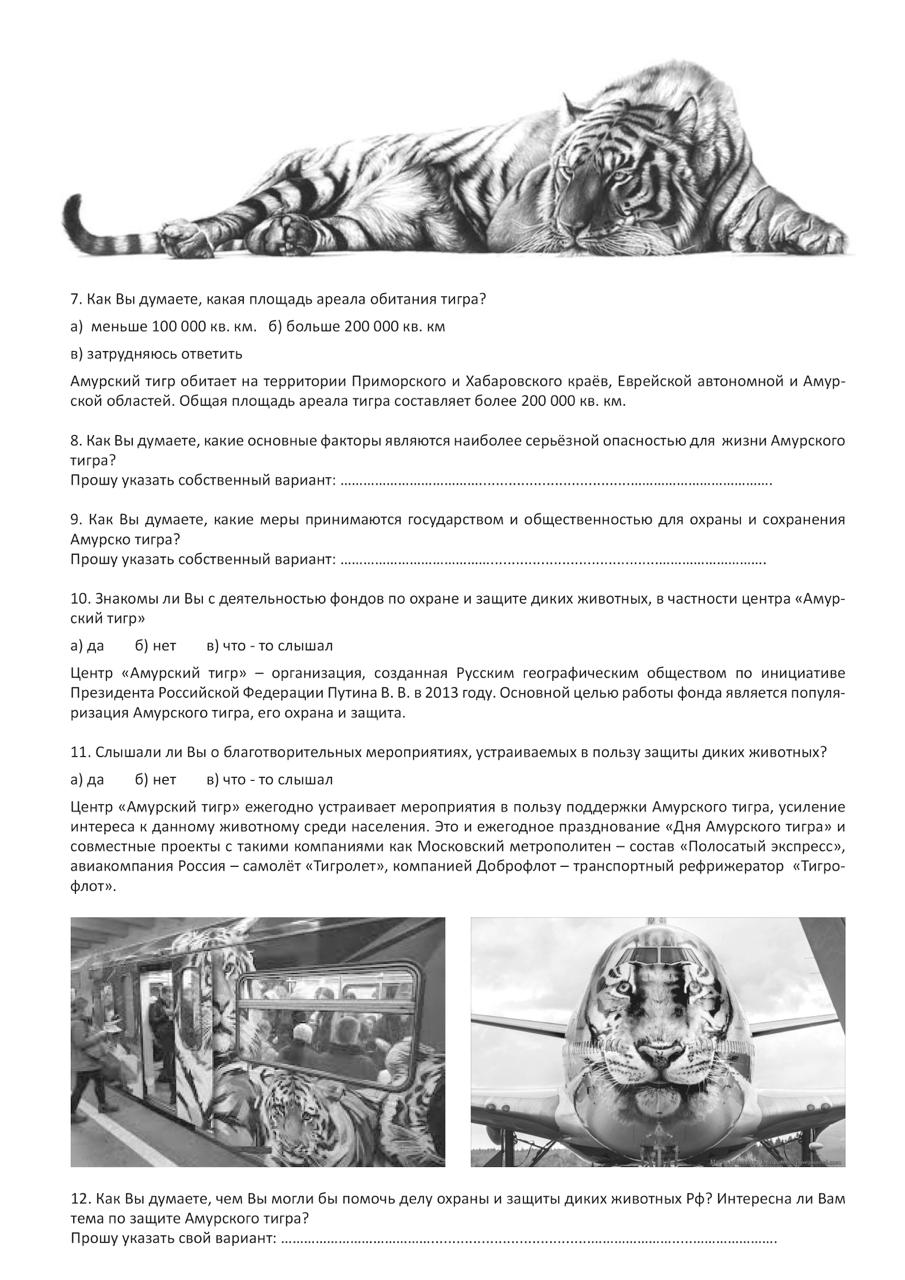 7. Как Вы думаете, какая площадь ареала обитания тигра?
а) меньше 100 000 кв. км. б) больше 200 000 кв. км
в) затрудняюсь ответить
Амурский тигр обитает на территории Приморского и Хабаровского краёв, Еврейской автономной и Амур-
ской областей. Общая площадь ареала тигра составляет более 200 000 кв. км.
8. Как Вы думаете, какие основные факторы являются наиболее серьёзной опасностью для жизни Амурского
тигра?
Прошу указать собственный вариант: ………………………………..................................……………………………….
9. Как Вы думаете, какие меры принимаются государством и общественностью для охраны и сохранения
Амурско тигра?
Прошу указать собственный вариант: ………………………………….......................................……………………….
10. Знакомы ли Вы с деятельностью фондов по охране и защите диких животных, в частности центра «Амур-
ский тигр»
а) да б) нет в) что - то слышал
Центр «Амурский тигр» – организация, созданная Русским географическим обществом по инициативе
Президента Российской Федерации Путина В. В. в 2013 году. Основной целью работы фонда является популя-
ризация Амурского тигра, его охрана и защита.
11. Слышали ли Вы о благотворительных мероприятиях, устраиваемых в пользу защиты диких животных?
а) да б) нет в) что - то слышал
Центр «Амурский тигр» ежегодно устраивает мероприятия в пользу поддержки Амурского тигра, усиление
интереса к данному животному среди населения. Это и ежегодное празднование «Дня Амурского тигра» и
совместные проекты с такими компаниями как Московский метрополитен – состав «Полосатый экспресс»,
авиакомпания Россия – самолёт «Тигролет», компанией Доброфлот – транспортный рефрижератор «Тигро-
флот».
12. Как Вы думаете, чем Вы могли бы помочь делу охраны и защиты диких животных Рф? Интересна ли Вам
тема по защите Амурского тигра?
Прошу указать свой вариант: ………………………………….....................................…………………......………………….